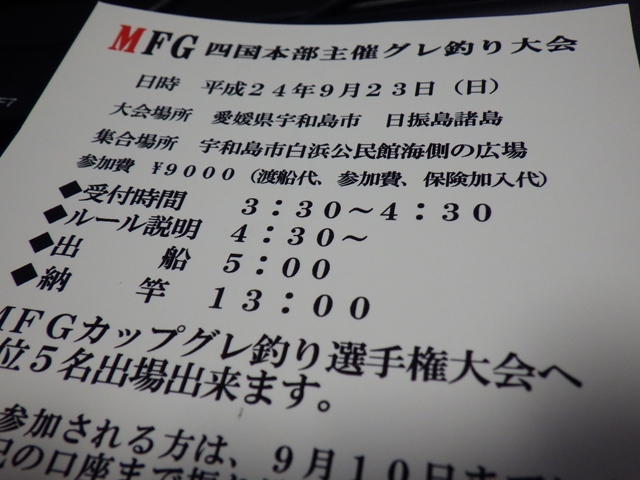 MFG 四国本部主催グレ釣り大会
日時 平成24年9月23日(日)
大会場所 愛媛県宇和島市 日振島諸島
集合場所 宇和島市白浜公民館海側の広場
参加費 ¥9000(渡船代、参加費、保険加入代)
◆受付時間 3:30~4:30
◆ルール説明 4:30~
◆出船 5:00
◆納竿 13:00
MFGカップグレ釣り選手権大会へ
位5名出場出来ます。
参加される方は、9月10日ま
の口座まで